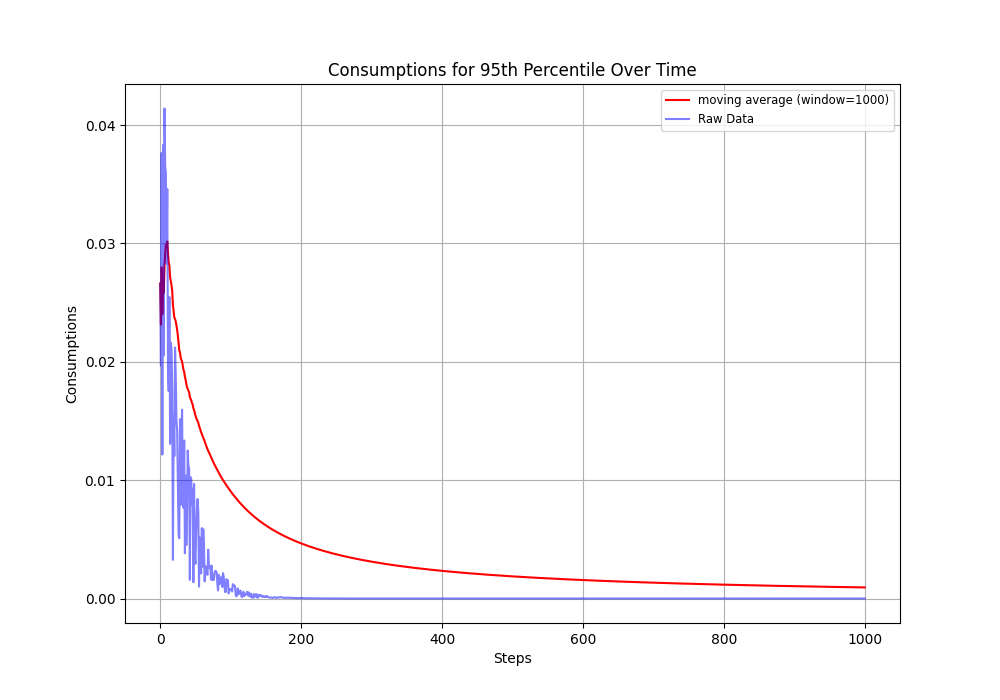 Consumptions for 95th Percentile Over Time
moving average (window=1000)
Raw Data
Consumptions
0.04
0.03
0.02
0.01
0.00
0 200 400 600 800 1000
Steps